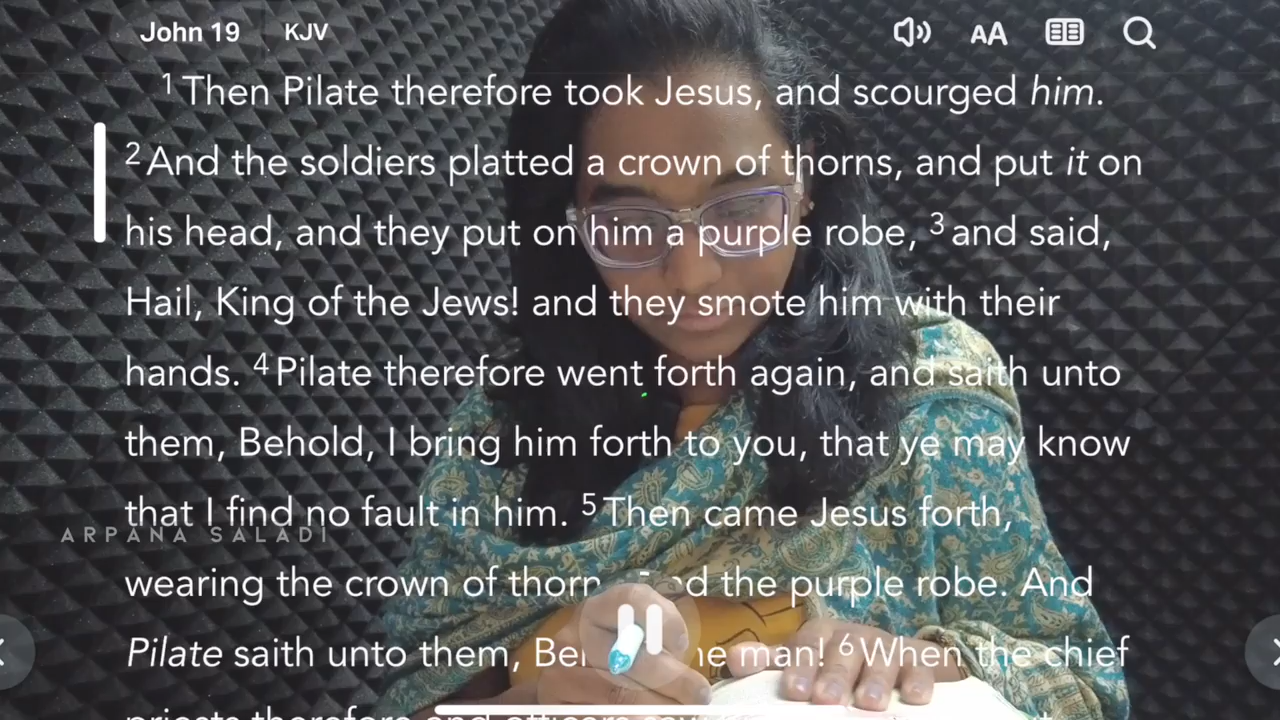 John 19 KJV AA
1 Then Pilate therefore took Jesus, and scourged him.
2 And the soldiers platted a crown of thorns, and put it on
his head, and they put on him a purple robe, 3 and said,
Hail, King of the Jews! and they smote him with their
hands. 4 Pilate therefore went forth again, and saith unto
them, Behold, I bring him forth to you, that ye may know
that I find no fault in him. 5 Then came Jesus forth,
ARPANA SALADI
wearing the crown of the purple robe. And
Pilate saith unto them, man! 6 When the chief
priests therefore and officers